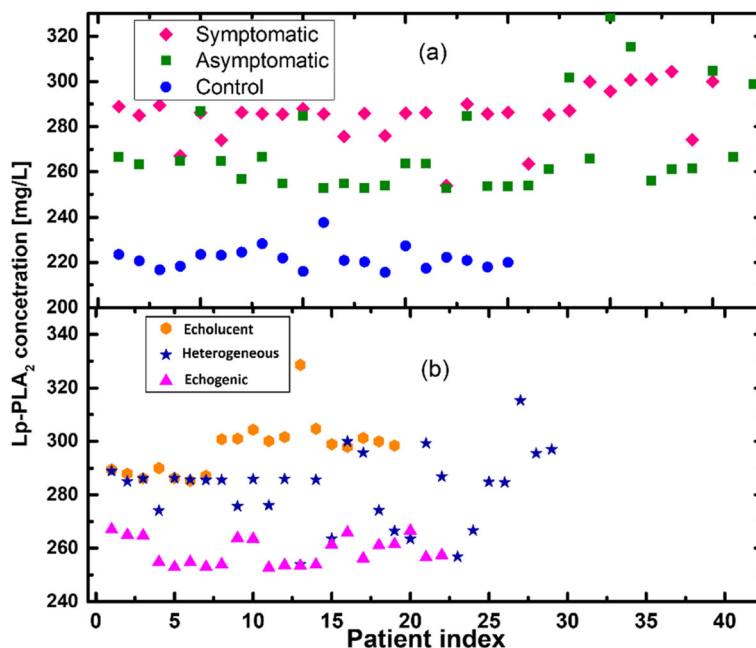 320
300
280
260
240
220
200
Symptomatic
Asymptomatic
Control
(a)
Lp-PLA2 concetration [mg/L]
340
320
300
280
260
240
Echolucent
Heterogeneous
Echogenic
(b)
0 5 10 15 20 25 30 35 40
Patient index